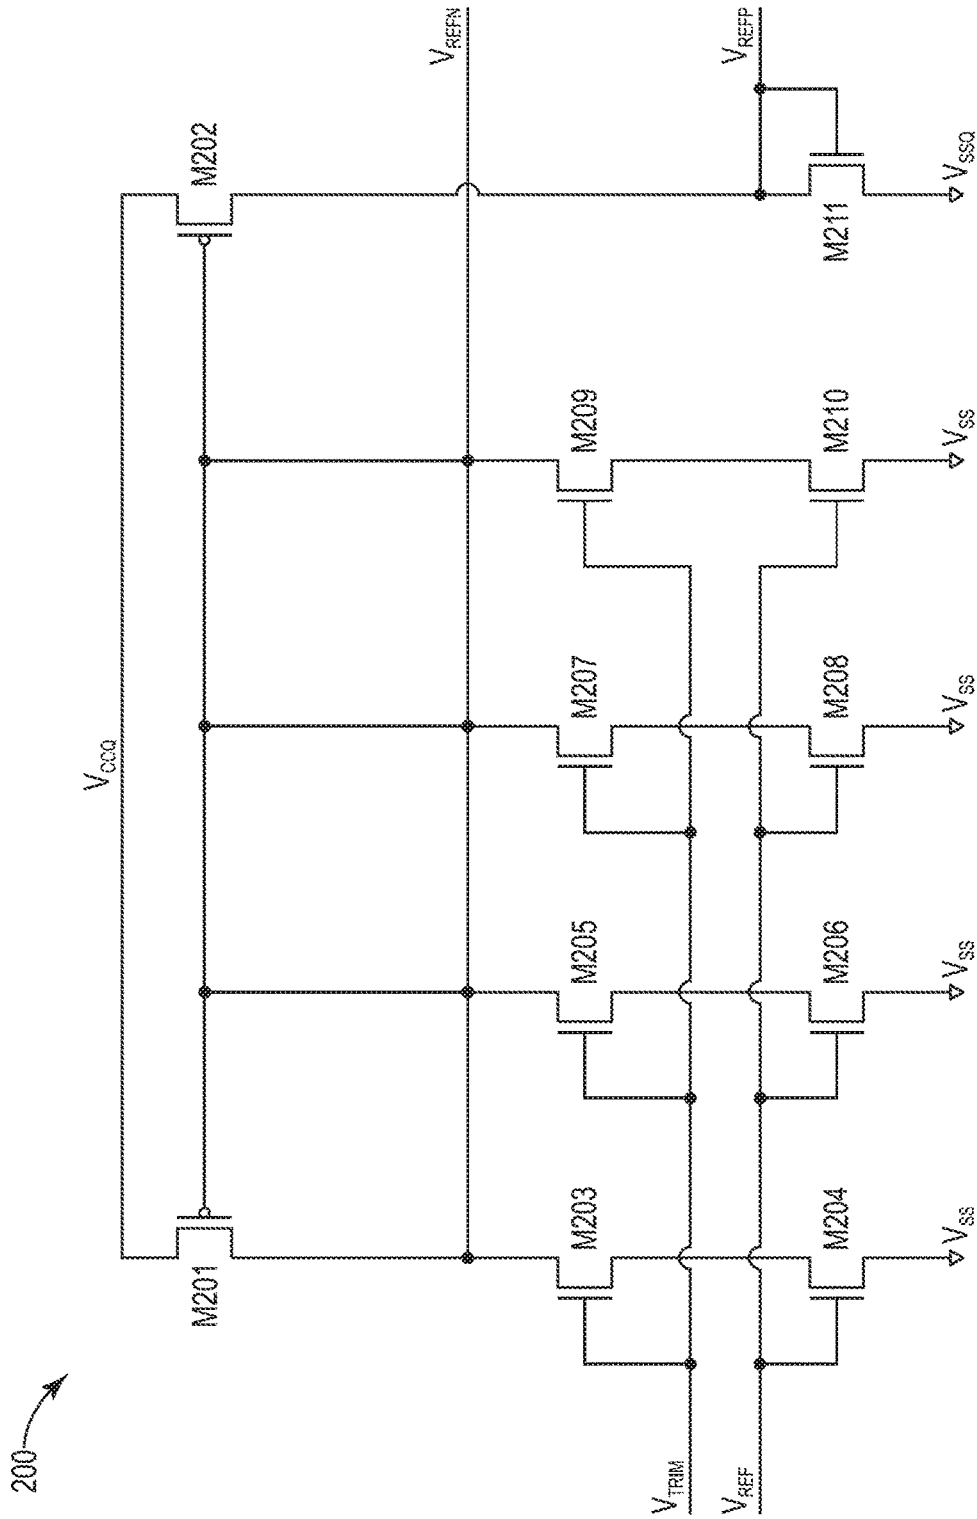 200
V_CCQ
M201
M202
V_REFN
M203
M205
M207
M209
V_TRIM
V_REF
V_REFP
M204
M206
M208
M210
M211
V_SS
V_SS
V_SS
V_SS
V_SSQ